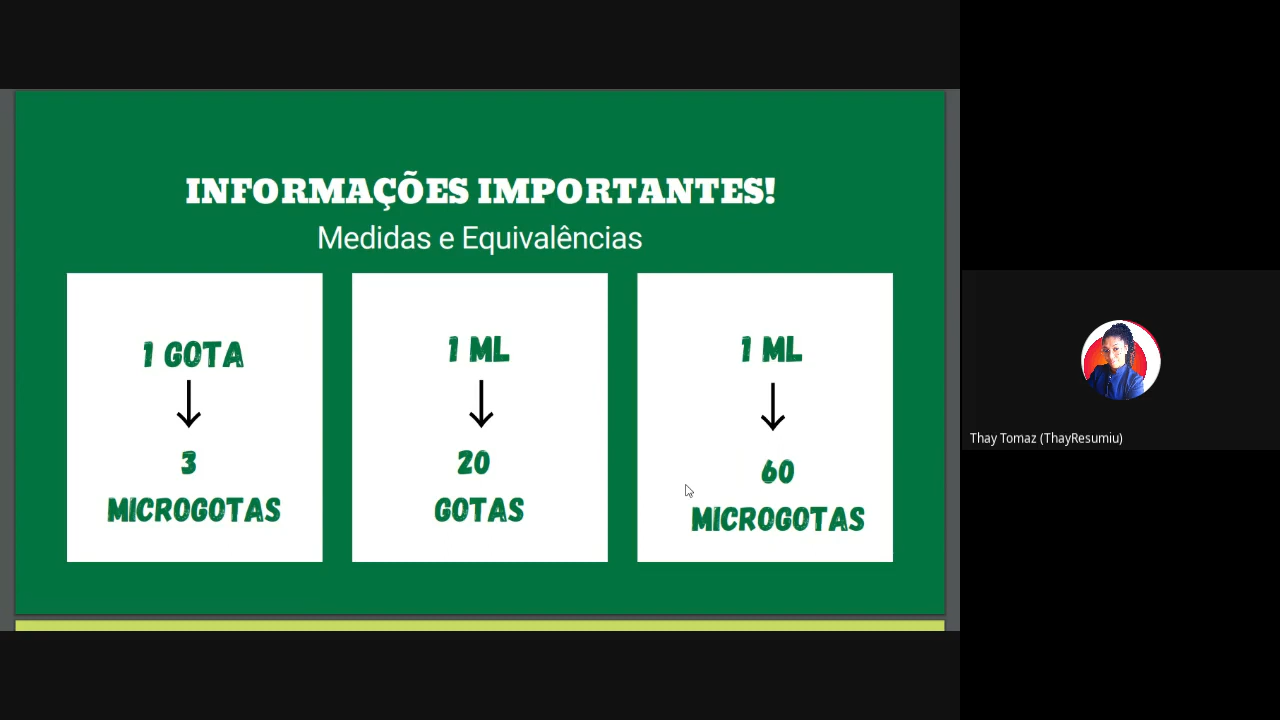 INFORMAÇÕES IMPORTANTES!
Medidas e Equivalências
1 GOTA
3
MICROGOTAS
1 ML
20
GOTAS
1 ML
60
MICROGOTAS
Thay Tomaz (ThayResumiu)